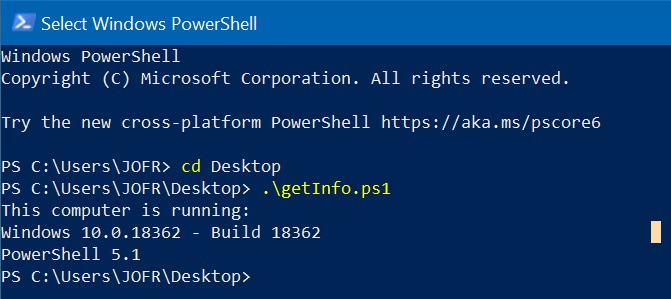 Select Windows PowerShell
Windows PowerShell
Copyright (C) Microsoft Corporation. All rights reserved.
Try the new cross-platform PowerShell https://aka.ms/pscore6
PS C:\Users\JOFR> cd Desktop
PS C:\Users\JOFR\Desktop> .\getInfo.ps1
This computer is running:
Windows 10.0.18362 - Build 18362
PowerShell 5.1
PS C:\Users\JOFR\Desktop>